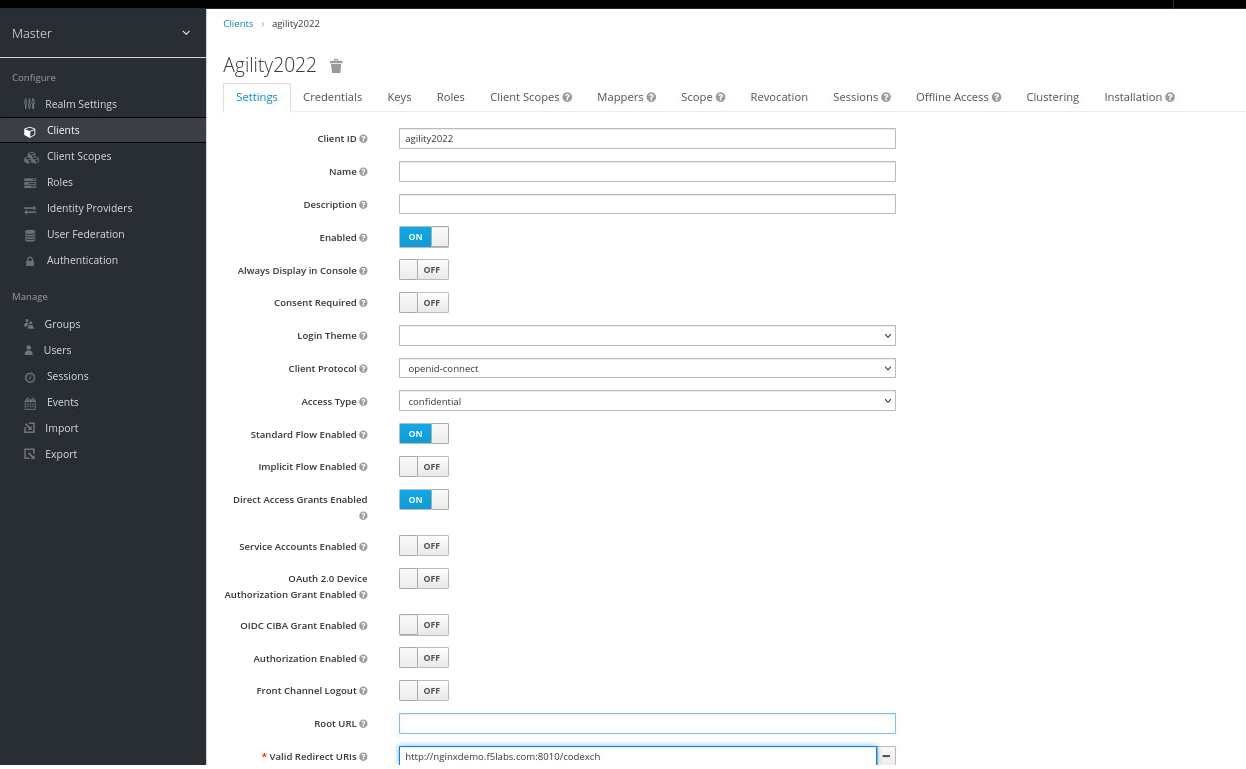 Master
Configure
Realm Settings
Clients
Client Scopes
Roles
Identity Providers
User Federation
Authentication
Manage
Groups
Users
Sessions
Events
Import
Export
Clients › agility2022
Agility2022
Settings Credentials Keys Roles Client Scopes Mappers Scope Revocation Sessions Offline Access Clustering Installation
Client ID agility2022
Name
Description
Enabled ON
Always Display in Console OFF
Consent Required OFF
Login Theme
Client Protocol openid-connect
Access Type confidential
Standard Flow Enabled ON
Implicit Flow Enabled OFF
Direct Access Grants Enabled ON
Service Accounts Enabled OFF
OAuth 2.0 Device OFF
Authorization Grant Enabled
OIDC CIBA Grant Enabled OFF
Authorization Enabled OFF
Front Channel Logout OFF
Root URL
* Valid Redirect URIs http://nginxdemo.f5labs.com:8010/codexch